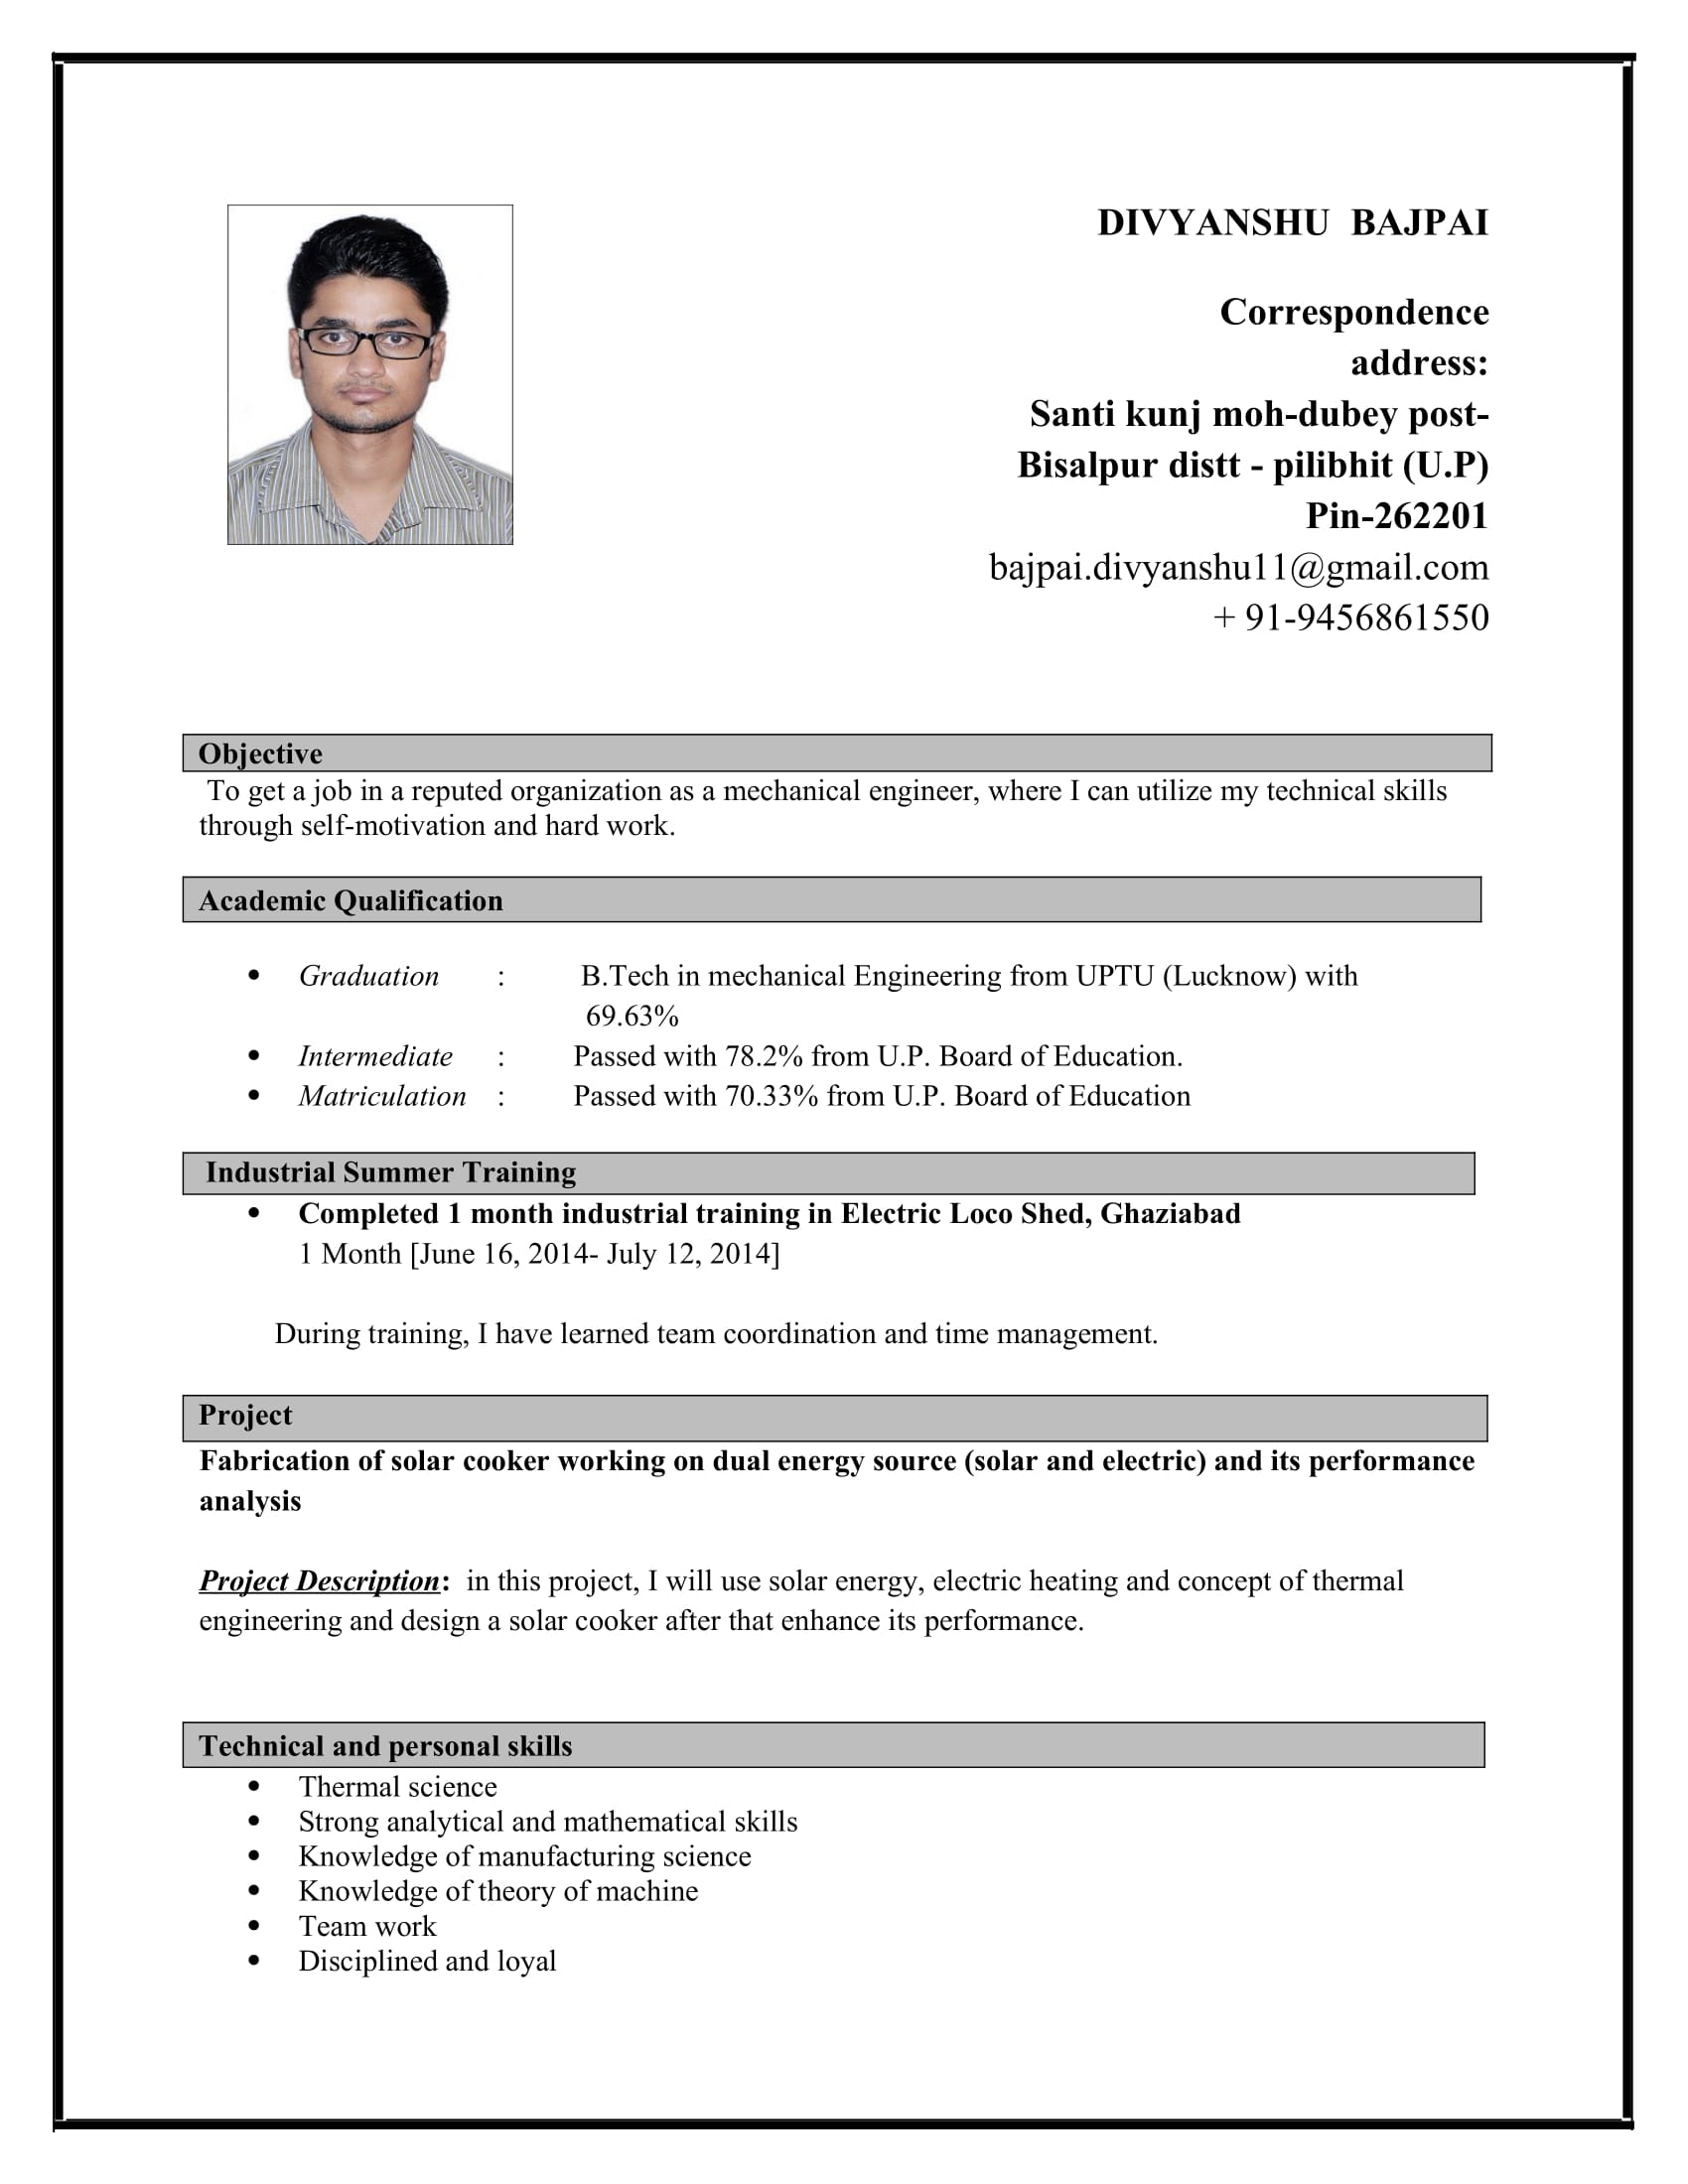 DIVYANSHU  BAJPAI
Correspondence
address:
Santi kunj moh-dubey post-
Bisalpur distt - pilibhit (U.P)
Pin-262201
bajpai.divyanshu11@gmail.com
+ 91-9456861550
Objective
To get a job in a reputed organization as a mechanical engineer, where I can utilize my technical skills
through self-motivation and hard work.
Academic Qualification
• Graduation : B.Tech in mechanical Engineering from UPTU (Lucknow) with
69.63%
• Intermediate : Passed with 78.2% from U.P. Board of Education.
• Matriculation : Passed with 70.33% from U.P. Board of Education
Industrial Summer Training
• Completed 1 month industrial training in Electric Loco Shed, Ghaziabad
1 Month [June 16, 2014- July 12, 2014]
During training, I have learned team coordination and time management.
Project
Fabrication of solar cooker working on dual energy source (solar and electric) and its performance
analysis
Project Description: in this project, I will use solar energy, electric heating and concept of thermal
engineering and design a solar cooker after that enhance its performance.
Technical and personal skills
• Thermal science
• Strong analytical and mathematical skills
• Knowledge of manufacturing science
• Knowledge of theory of machine
• Team work
• Disciplined and loyal